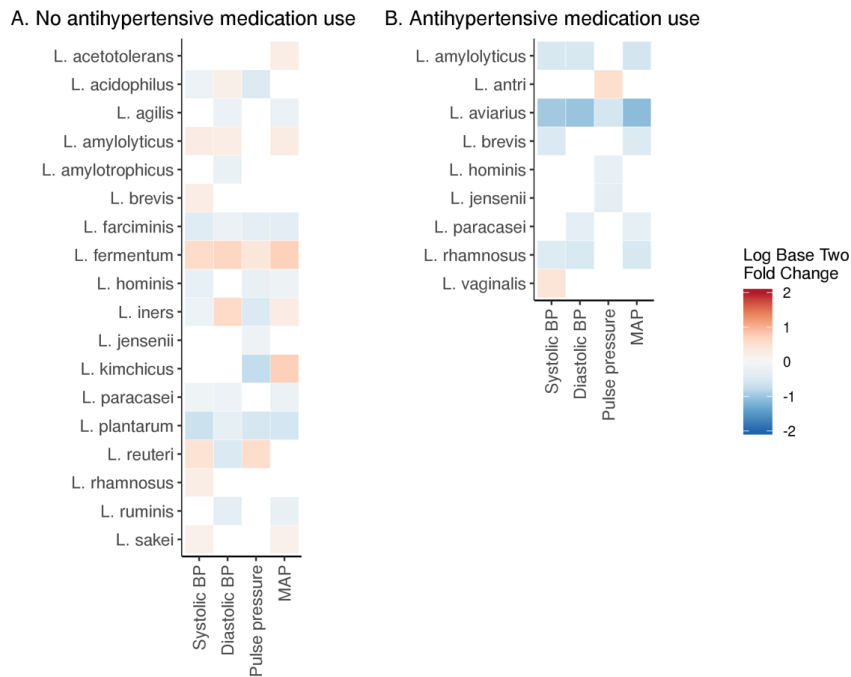 A. No antihypertensive medication use
L. acetotolerans
L. acidophilus
L. agilis
L. amylolyticus
L. amylotrophicus
L. brevis
L. farciminis
L. fermentum
L. hominis
L. iners
L. jensenii
L. kimchicus
L. paracasei
L. plantarum
L. reuteri
L. rhamnosus
L. ruminis
L. sakei
Systolic BP
Diastolic BP
Pulse pressure
MAP
B. Antihypertensive medication use
L. amylolyticus
L. antri
L. aviarius
L. brevis
L. hominis
L. jensenii
L. paracasei
L. rhamnosus
L. vaginalis
Systolic BP
Diastolic BP
Pulse pressure
MAP
Log Base Two
Fold Change
2
1
0
-1
-2